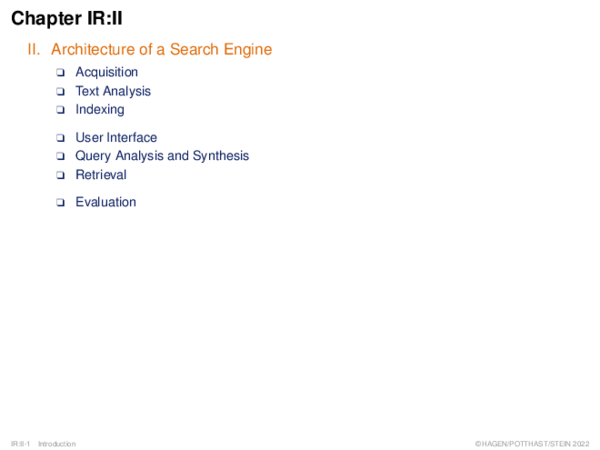 Chapter IR:II
II. Architecture of a Search Engine
❑ Acquisition
❑ Text Analysis
❑ Indexing
❑ User Interface
❑ Query Analysis and Synthesis
❑ Retrieval
❑ Evaluation
IR:II-1 Introduction © HAGEN/POTTHAST/STEIN 2022